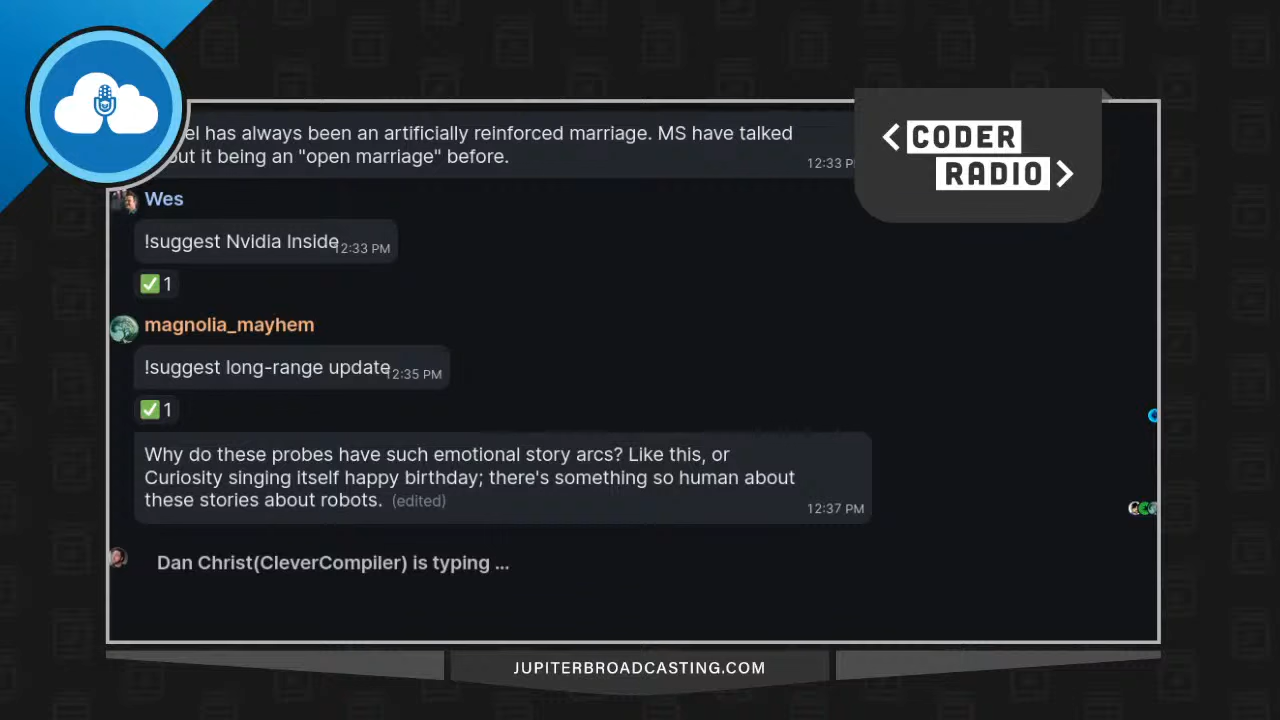 el has always been an artificially reinforced marriage. MS have talked
out it being an "open marriage" before.
12:33 P
<CODER
RADIO>
Wes
!suggest Nvidia Inside
12:33 PM
✅ 1
magnolia_mayhem
!suggest long-range update
12:35 PM
✅ 1
Why do these probes have such emotional story arcs? Like this, or
Curiosity singing itself happy birthday; there's something so human about
these stories about robots. (edited)
12:37 PM
Dan Christ(CleverCompiler) is typing ...
JUPITERBROADCASTING.COM